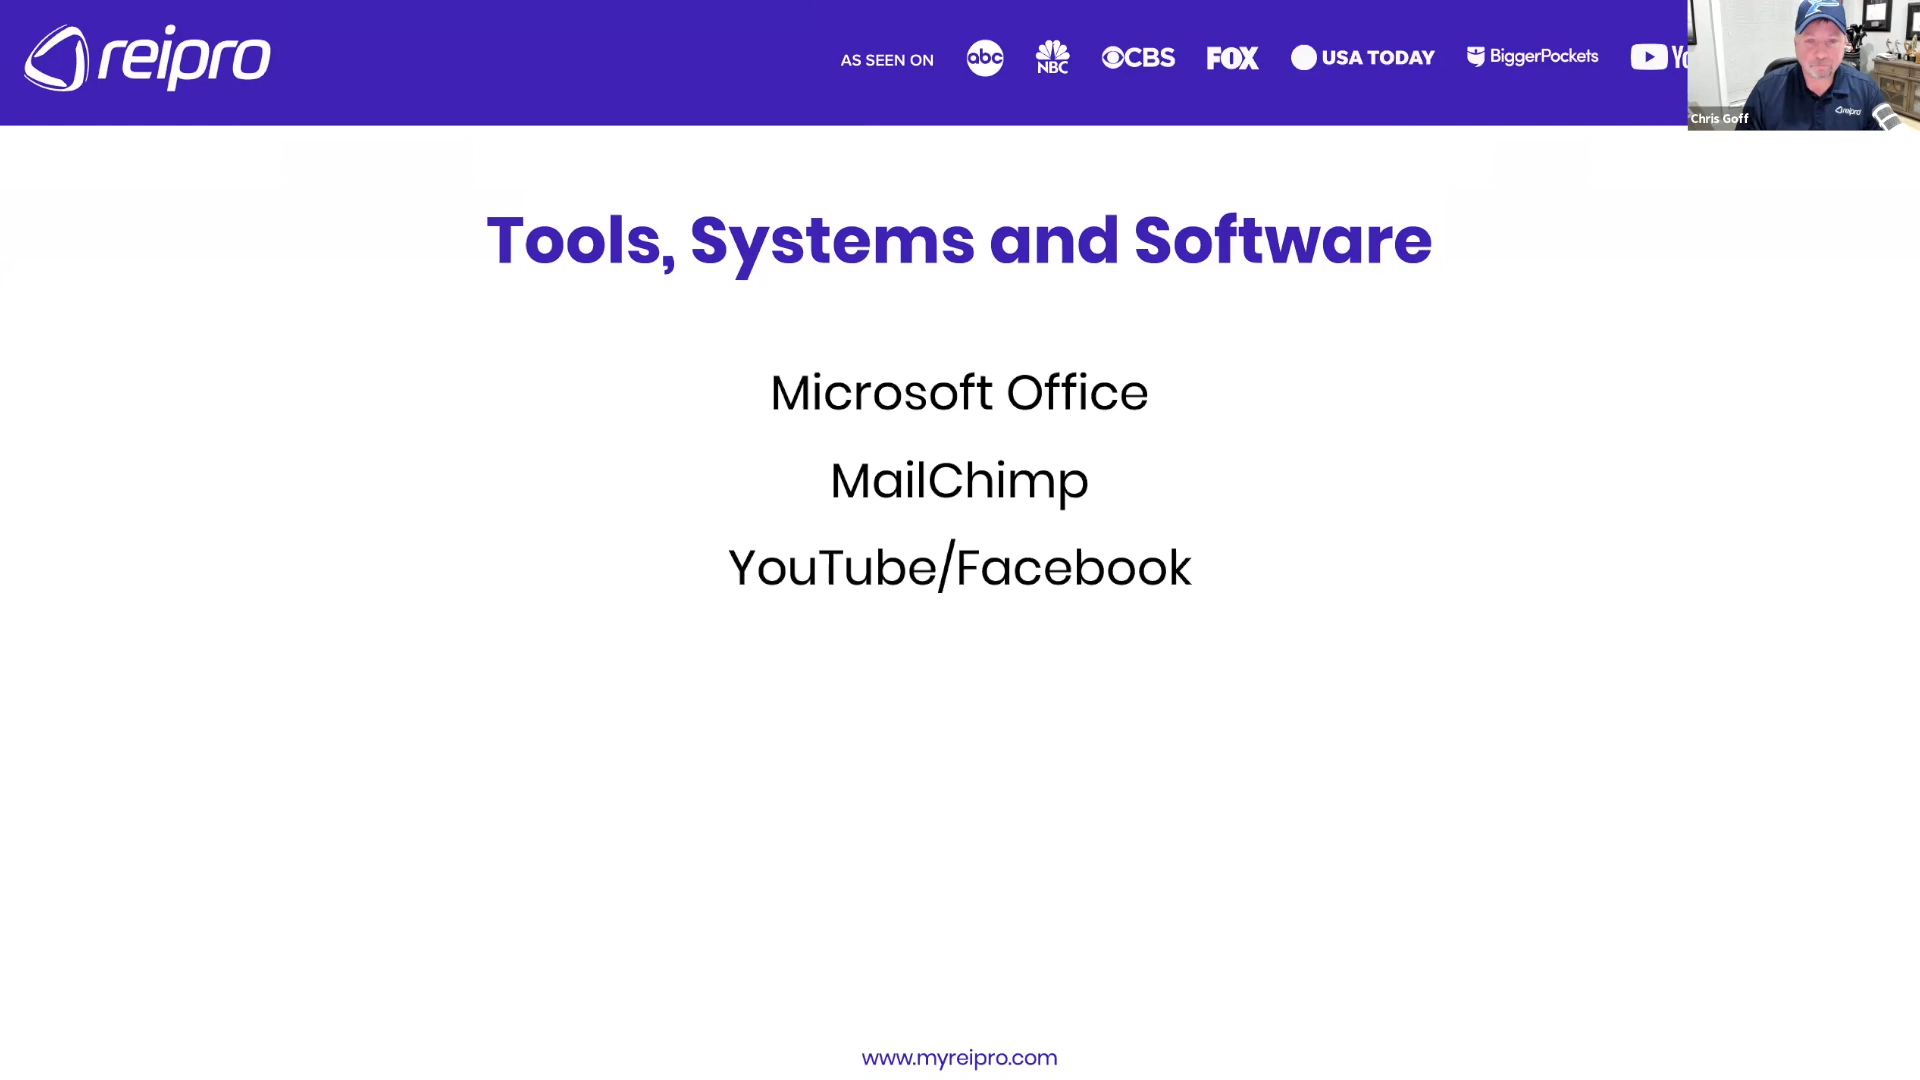 reipro
AS SEEN ON
abc
NBC
CBS
FOX
USA TODAY
BiggerPockets
Chris Goff
reipro
Tools, Systems and Software
Microsoft Office
MailChimp
YouTube/Facebook
www.myreipro.com